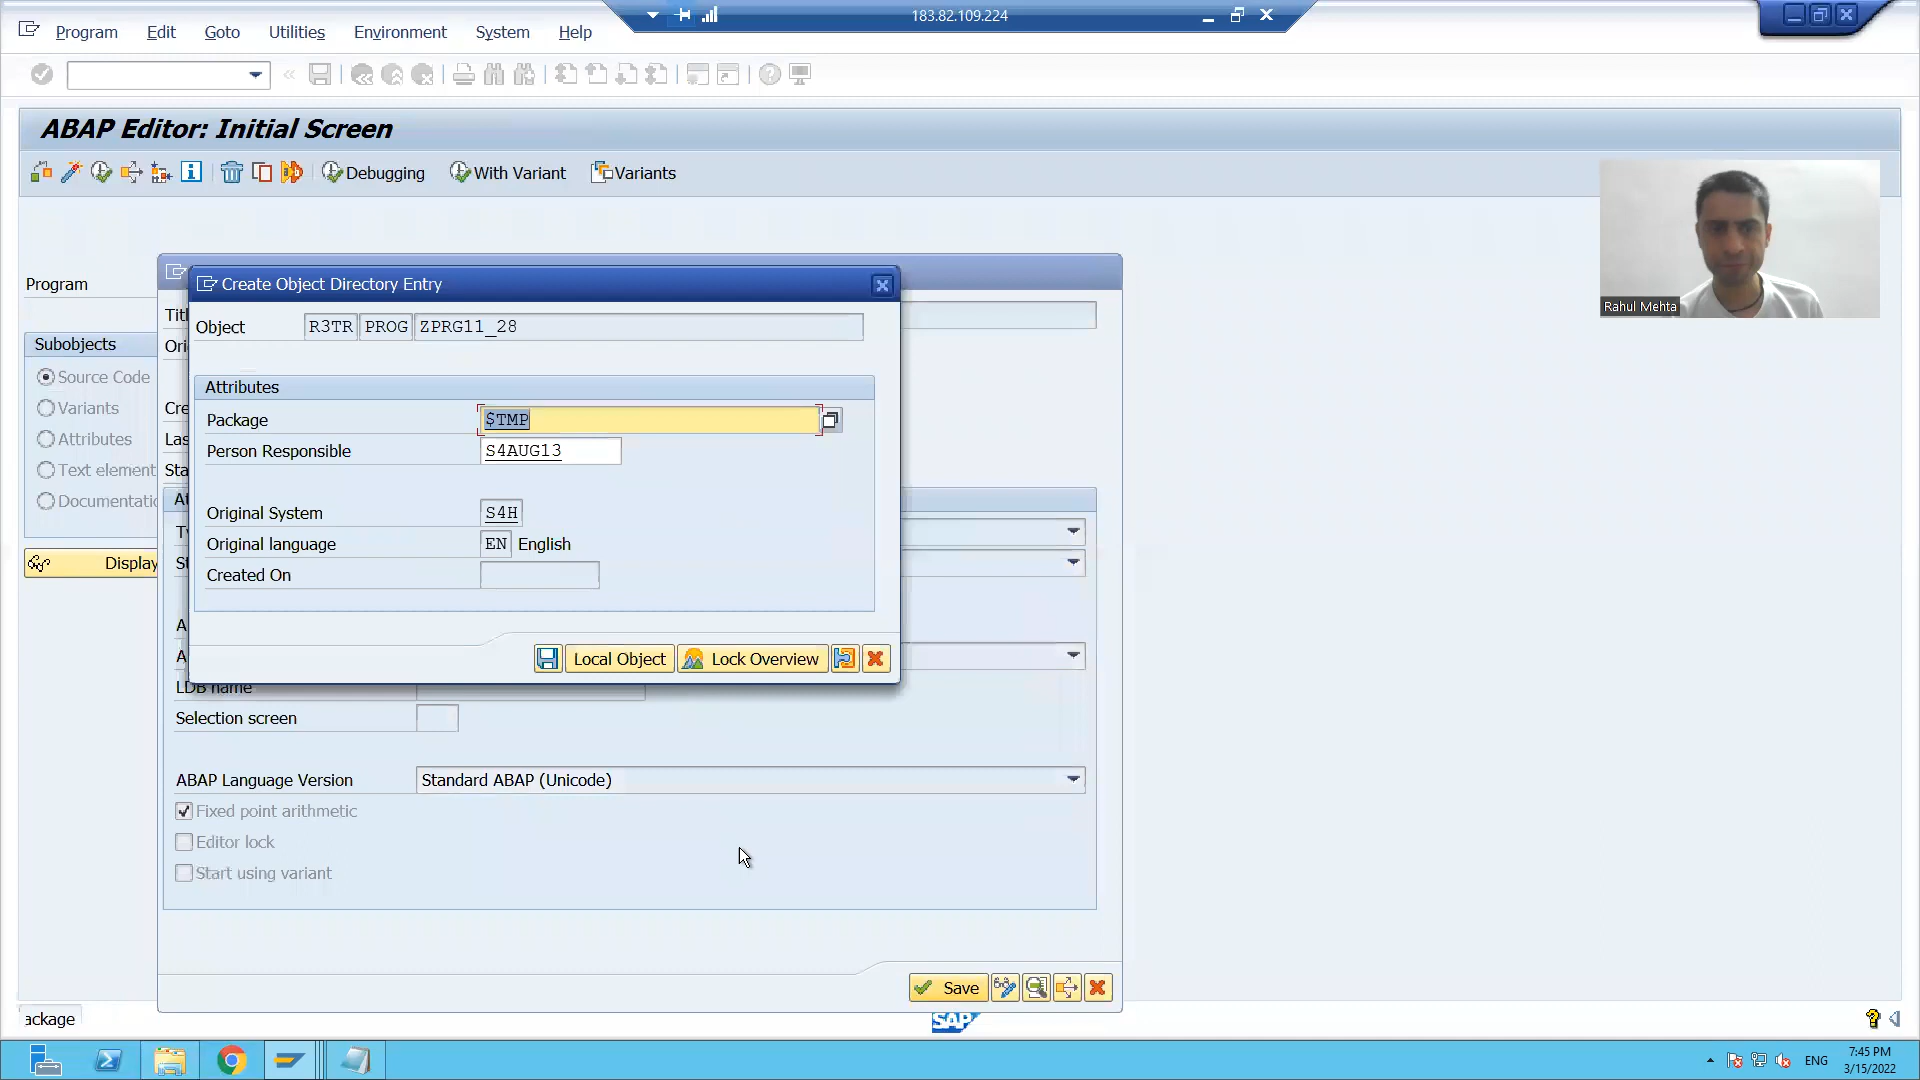 183.82.109.224
Program Edit Goto Utilities Environment System Help
ABAP Editor: Initial Screen
Debugging With Variant Variants
Rahul Mehta
Program
Create Object Directory Entry
Object R3TR PROG ZPRG11_28
Subobjects
Source Code
Variants
Attributes
Text element
Documentatic
Display
Attributes
Package $TMP
Person Responsible S4AUG13
Original System S4H
Original language EN English
Created On
Local Object Lock Overview
LDB name
Selection screen
ABAP Language Version Standard ABAP (Unicode)
Fixed point arithmetic
Editor lock
Start using variant
Save
ackage
SAP
ENG
7:45 PM
3/15/2022